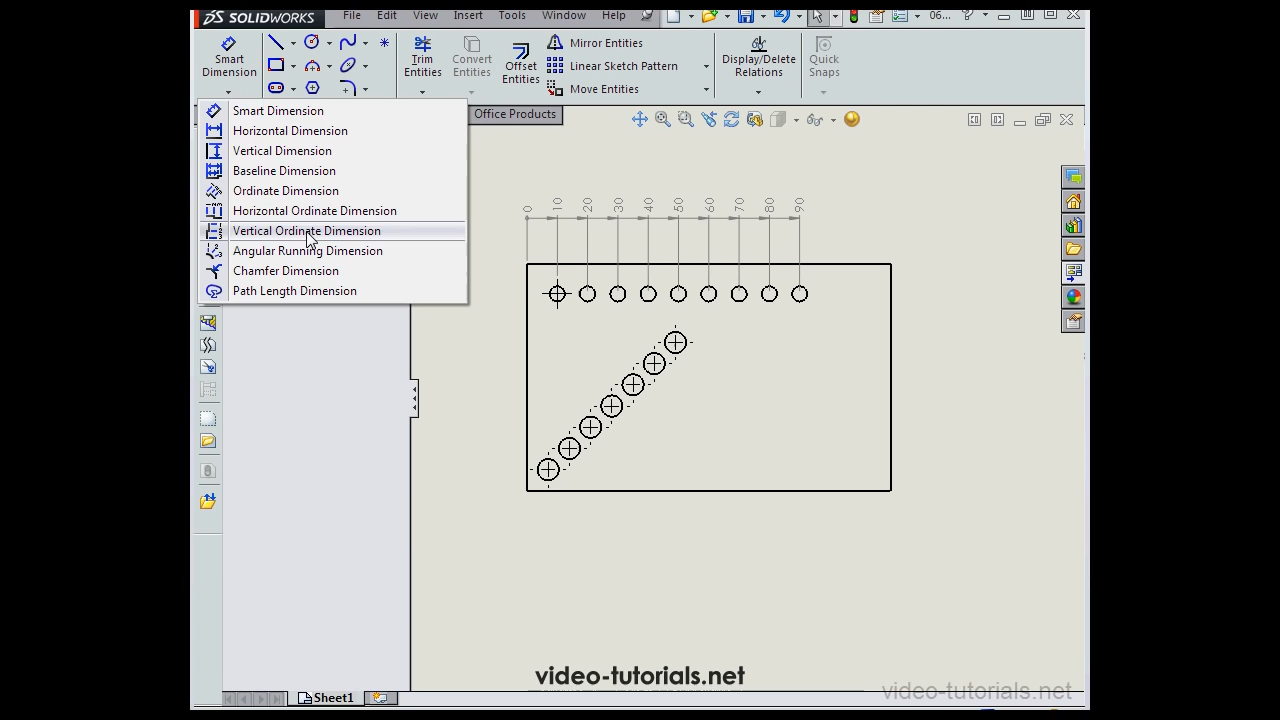 SOLIDWORKS File Edit View Insert Tools Window Help 06... ?
Smart Dimension
Trim Entities
Convert Entities
Offset Entities
Mirror Entities
Linear Sketch Pattern
Move Entities
Display/Delete Relations
Quick Snaps
Office Products
Smart Dimension
Horizontal Dimension
Vertical Dimension
Baseline Dimension
Ordinate Dimension
Horizontal Ordinate Dimension
Vertical Ordinate Dimension
Angular Running Dimension
Chamfer Dimension
Path Length Dimension
0 10 20 30 40 50 60 70 80 90
video-tutorials.net
Sheet1
video-tutorials.net